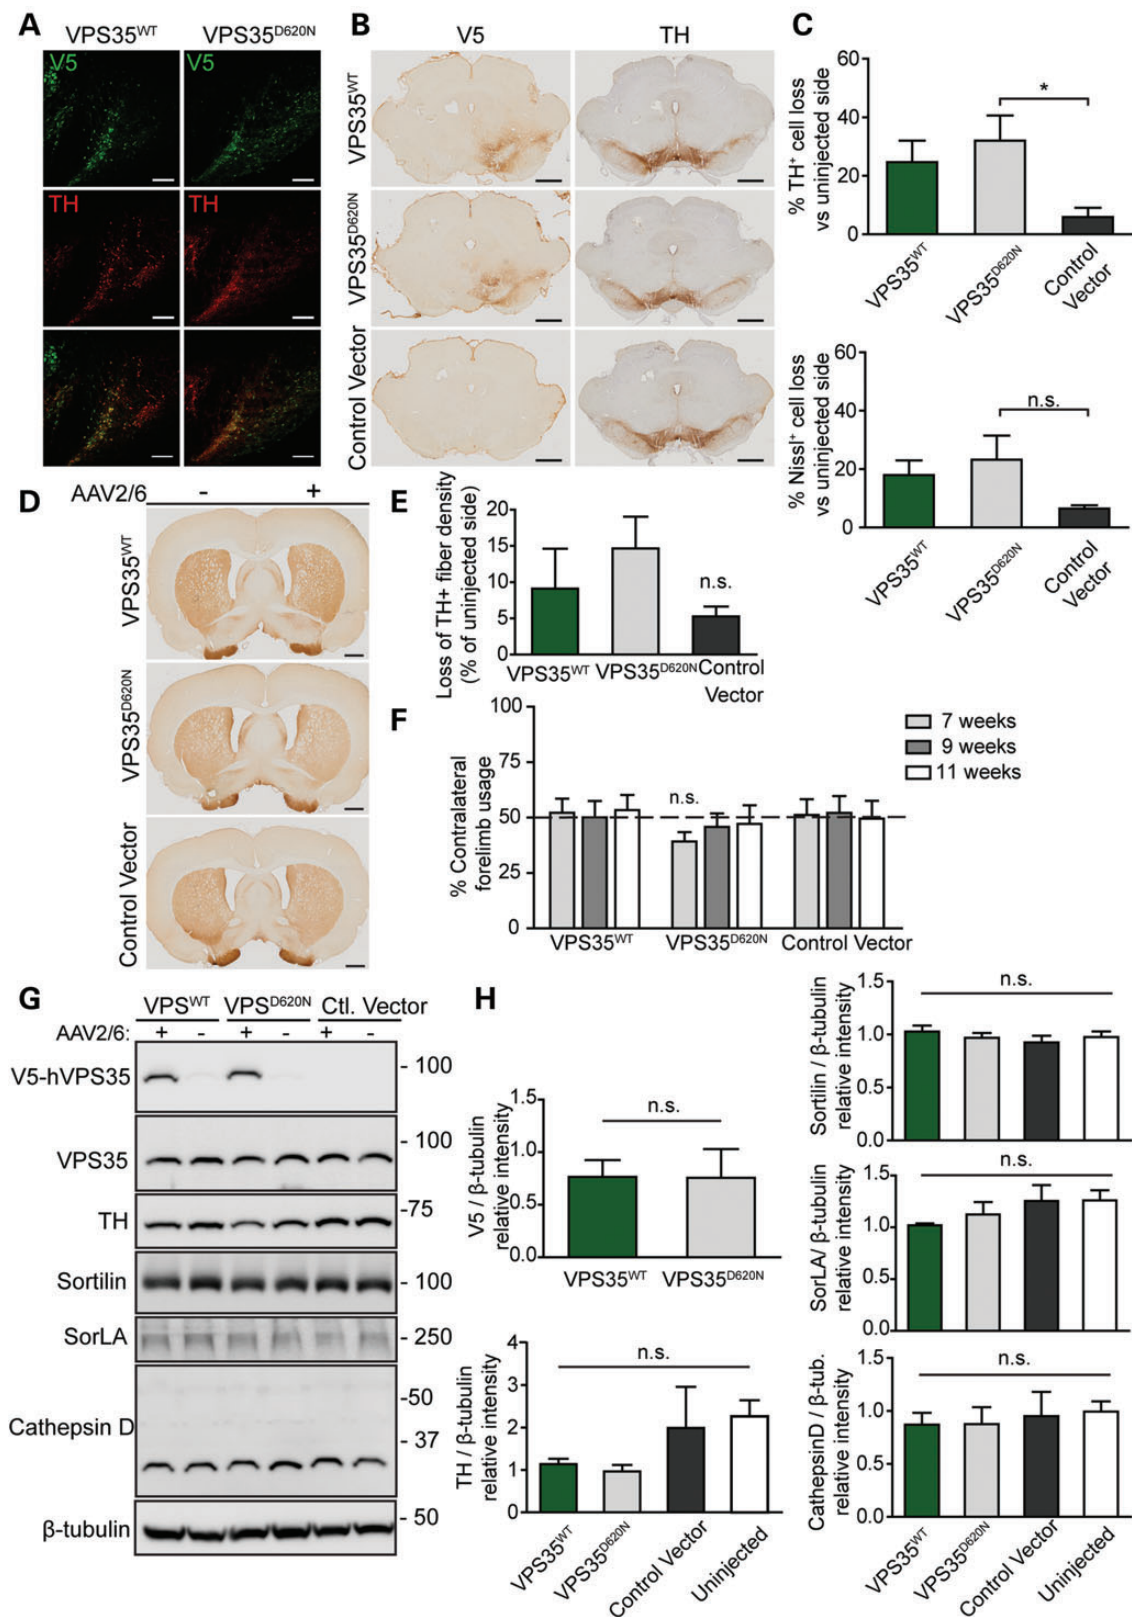 A
VPS35WT VPS35D620N
V5 V5
TH TH
B
V5 TH
VPS35WT
VPS35D620N
Control Vector
C
% TH+ cell loss
vs uninjected side
60
40
20
0
*
VPS35WT
VPS35D620N
Control
Vector
% Nissl+ cell loss
vs uninjected side
60
40
20
0
n.s.
VPS35WT
VPS35D620N
Control
Vector
D
AAV2/6 - +
VPS35WT
VPS35D620N
Control Vector
E
Loss of TH+ fiber density
(% of uninjected side)
20
15
10
5
0
n.s.
VPS35WT VPS35D620N Control
Vector
F
% Contralateral
forelimb usage
100
75
50
25
0
n.s.
7 weeks
9 weeks
11 weeks
VPS35WT VPS35D620N Control Vector
G
VPSWT VPSD620N Ctl. Vector
AAV2/6: + - + - + -
V5-hVPS35 - 100
VPS35 - 100
TH -75
Sortilin - 100
SorLA - 250
Cathepsin D -50
- 37
β-tubulin - 50
H
V5 / β-tubulin
relative intensity
1.5
1.0
0.5
0.0
n.s.
VPS35WT VPS35D620N
TH / β-tubulin
relative intensity
4
3
2
1
0
n.s.
VPS35WT
VPS35D620N
Control Vector
Uninjected
Sortilin / β-tubulin
relative intensity
1.5
1.0
0.5
0.0
n.s.
SorLA/ β-tubulin
relative intensity
1.5
1.0
0.5
0.0
n.s.
CathepsinD / β-tub.
relative intensity
1.5
1.0
0.5
0.0
n.s.
VPS35WT
VPS35D620N
Control Vector
Uninjected